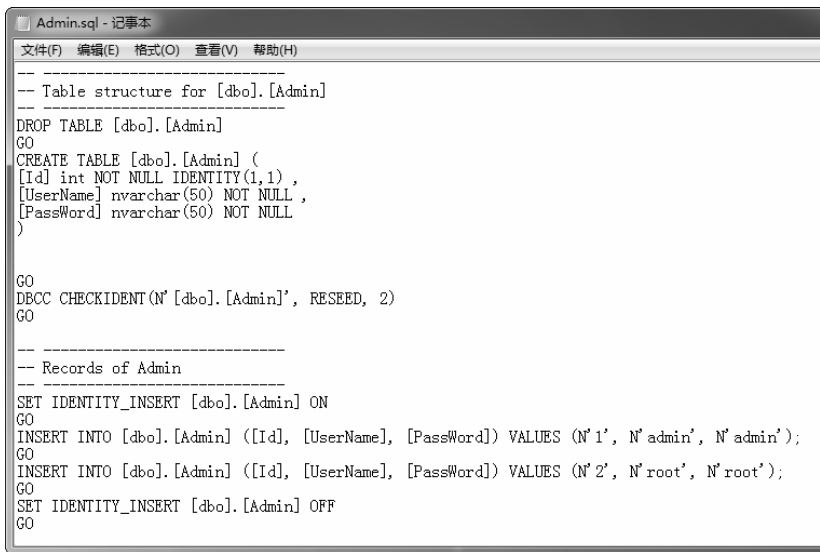 Admin.sql - 记事本
文件(F) 编辑(E) 格式(O) 查看(V) 帮助(H)
-- ----------------------------
-- Table structure for [dbo].[Admin]
-- ----------------------------
DROP TABLE [dbo].[Admin]
GO
CREATE TABLE [dbo].[Admin] (
[Id] int NOT NULL IDENTITY(1,1) ,
[UserName] nvarchar(50) NOT NULL ,
[PassWord] nvarchar(50) NOT NULL
)
GO
DBCC CHECKIDENT(N'[dbo].[Admin]', RESEED, 2)
GO
-- ----------------------------
-- Records of Admin
-- ----------------------------
SET IDENTITY_INSERT [dbo].[Admin] ON
GO
INSERT INTO [dbo].[Admin] ([Id], [UserName], [PassWord]) VALUES (N'1', N'admin', N'admin');
GO
INSERT INTO [dbo].[Admin] ([Id], [UserName], [PassWord]) VALUES (N'2', N'root', N'root');
GO
SET IDENTITY_INSERT [dbo].[Admin] OFF
GO